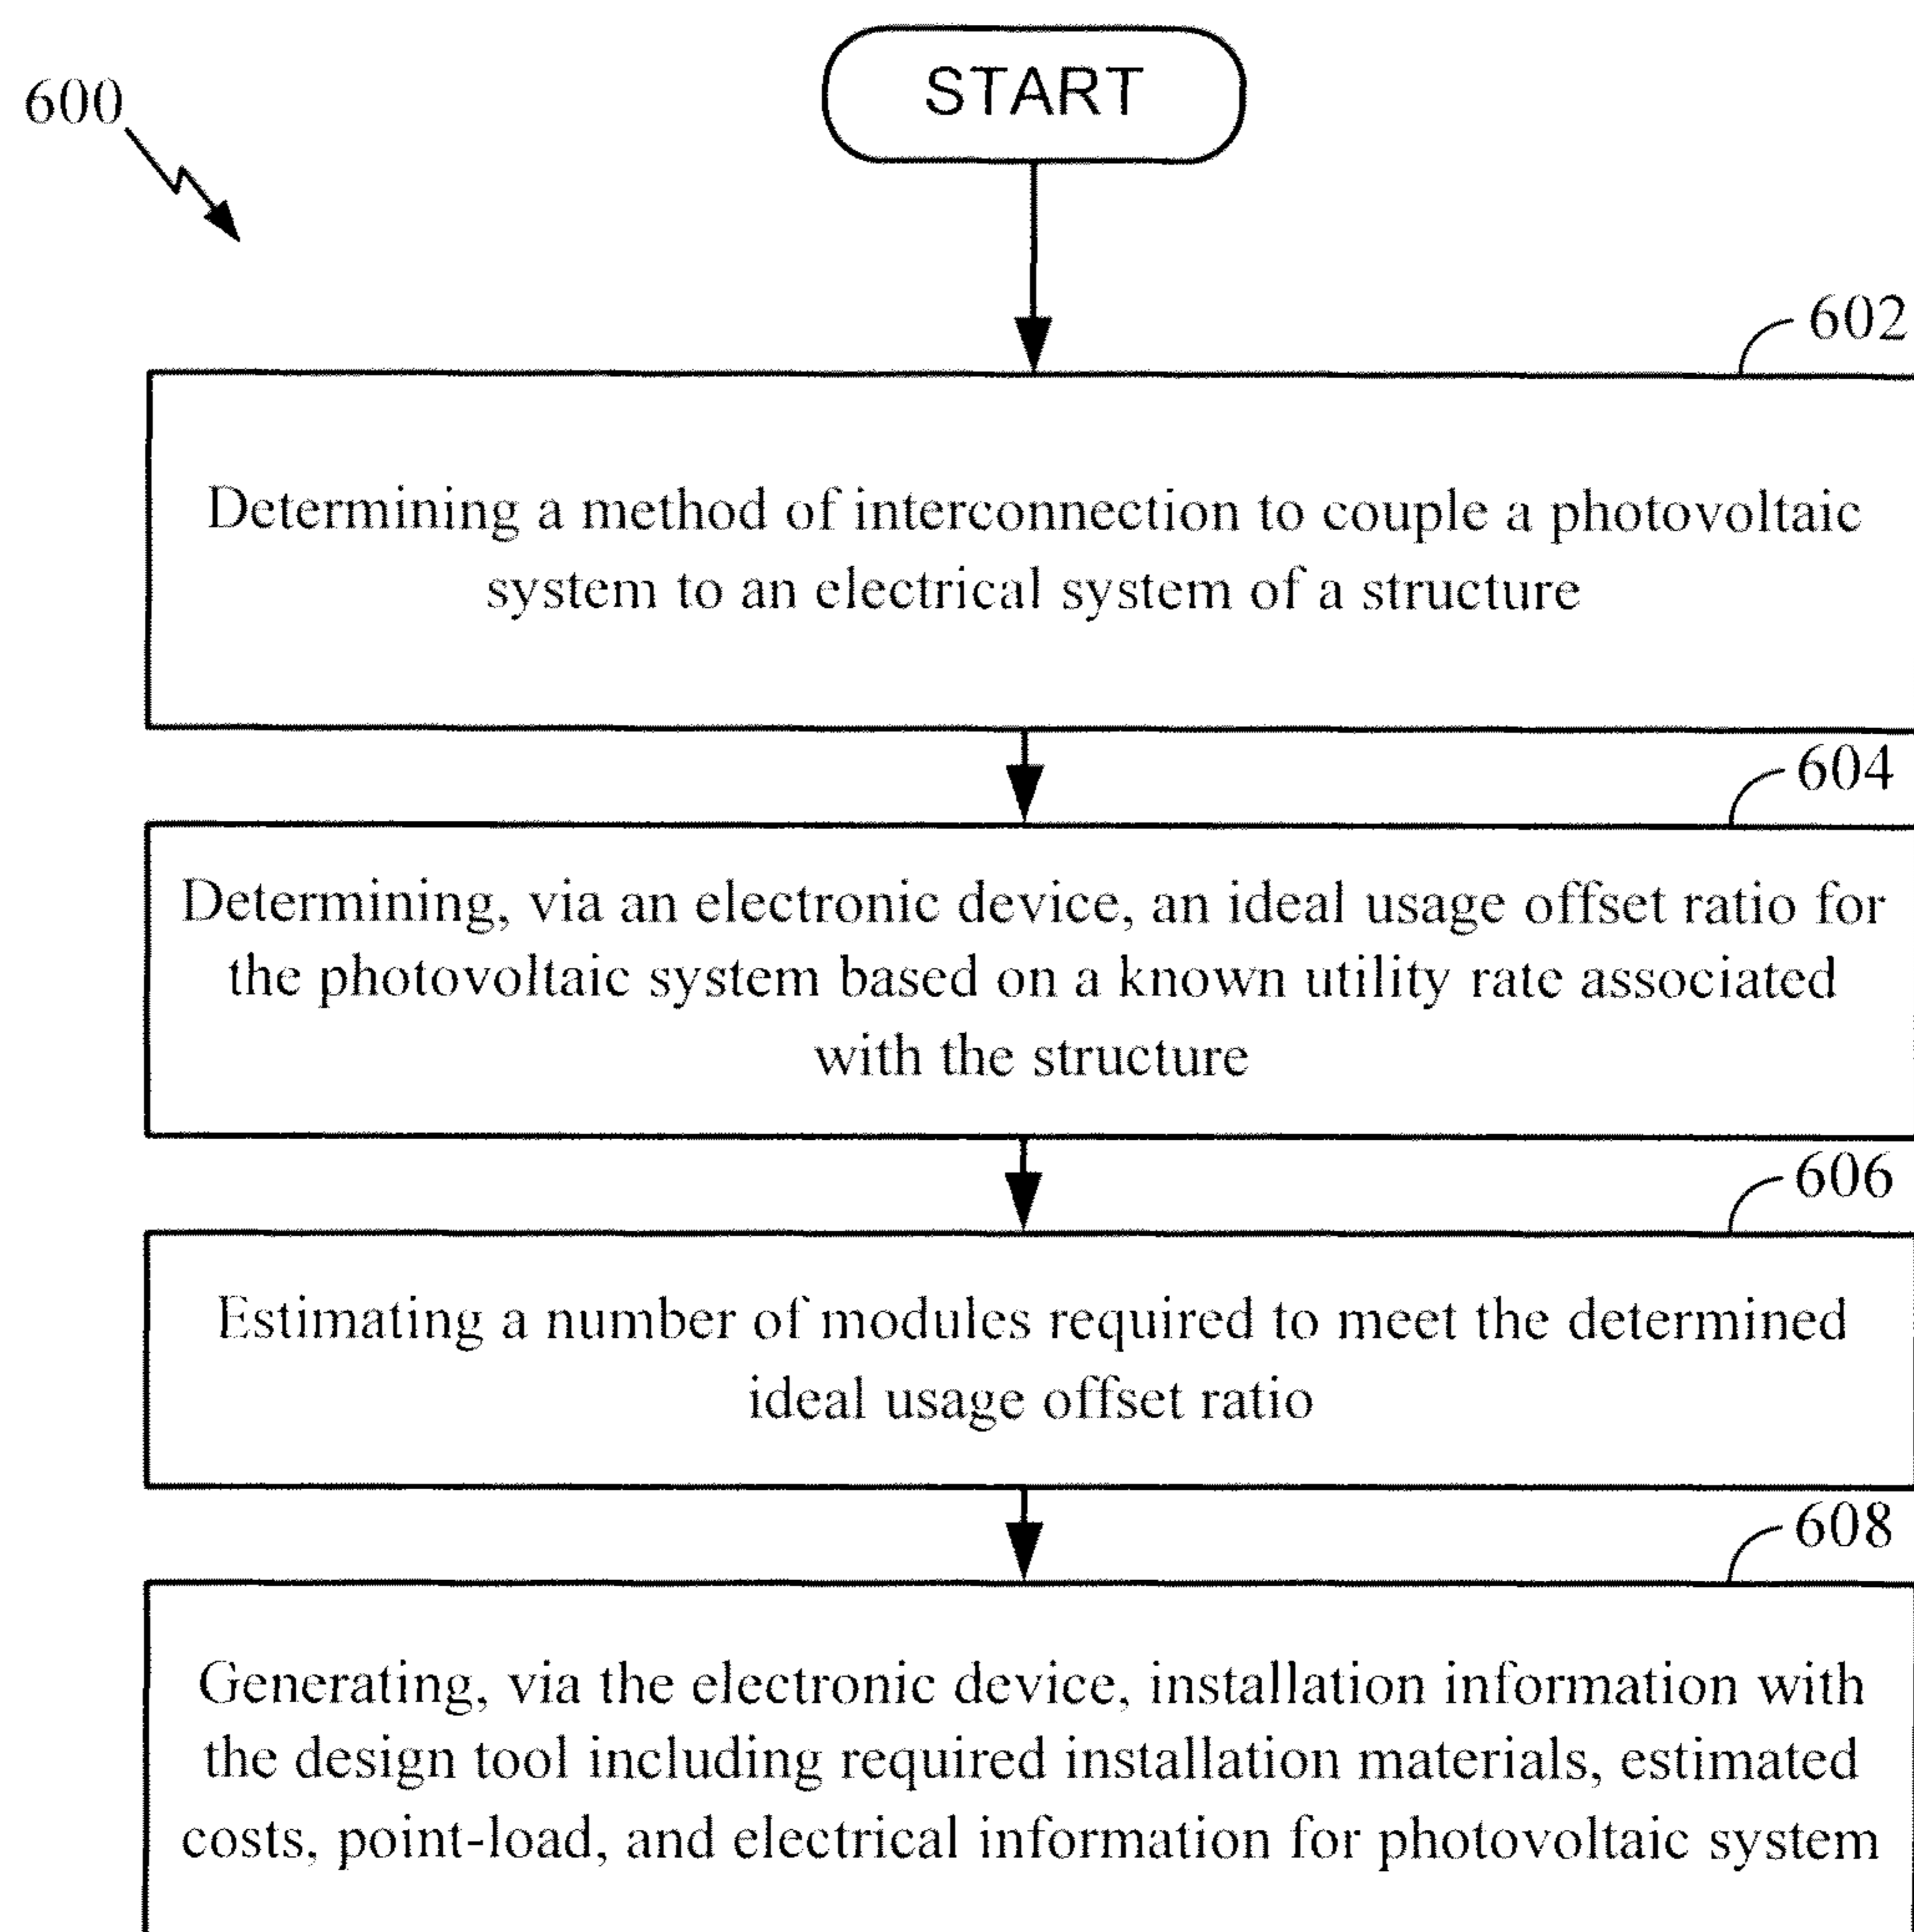 START
600
602
Determining a method of interconnection to couple a photovoltaic
system to an electrical system of a structure
604
Determining, via an electronic device, an ideal usage offset ratio for
the photovoltaic system based on a known utility rate associated
with the structure
606
Estimating a number of modules required to meet the determined
ideal usage offset ratio
608
Generating, via the electronic device, installation information with
the design tool including required installation materials, estimated
costs, point-load, and electrical information for photovoltaic system